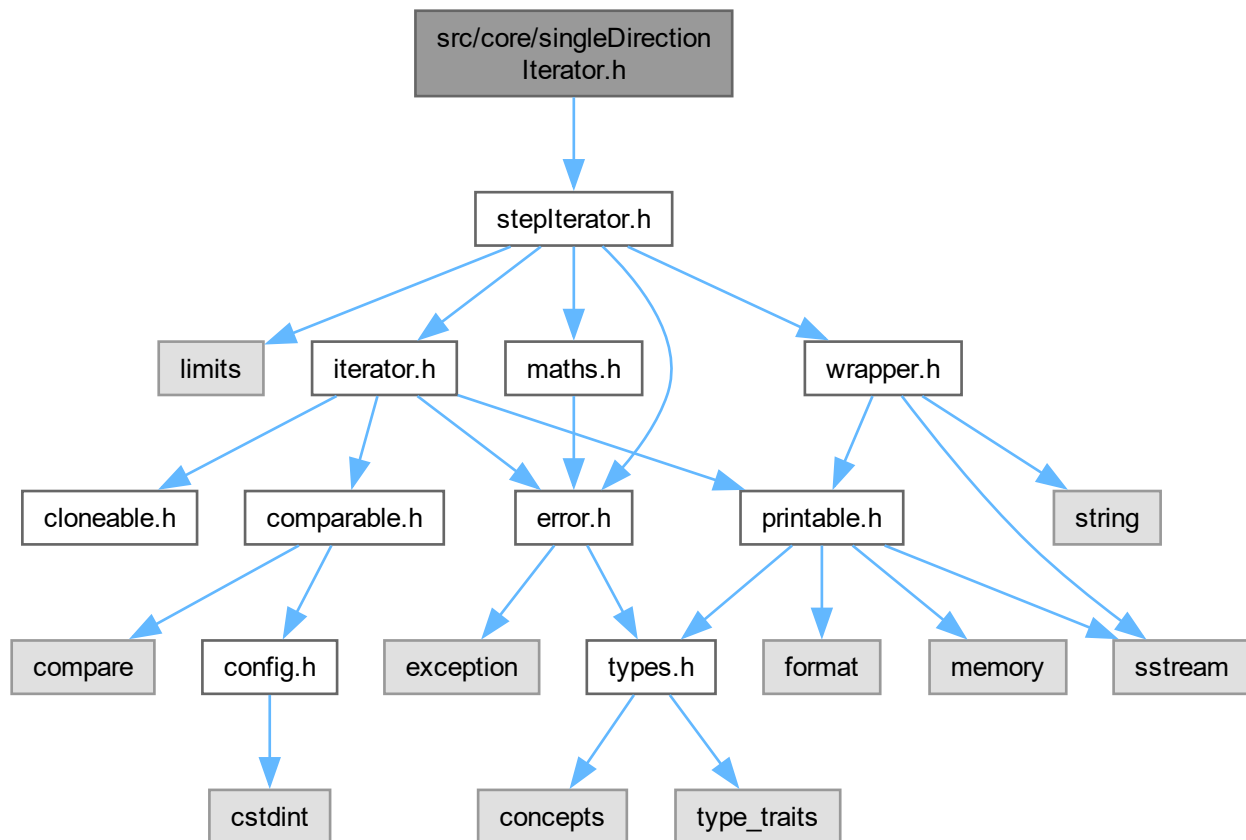 src/core/singleDirection
Iterator.h
stepIterator.h
limits
iterator.h
maths.h
wrapper.h
cloneable.h
comparable.h
error.h
printable.h
string
compare
config.h
exception
types.h
format
memory
sstream
cstdint
concepts
type_traits